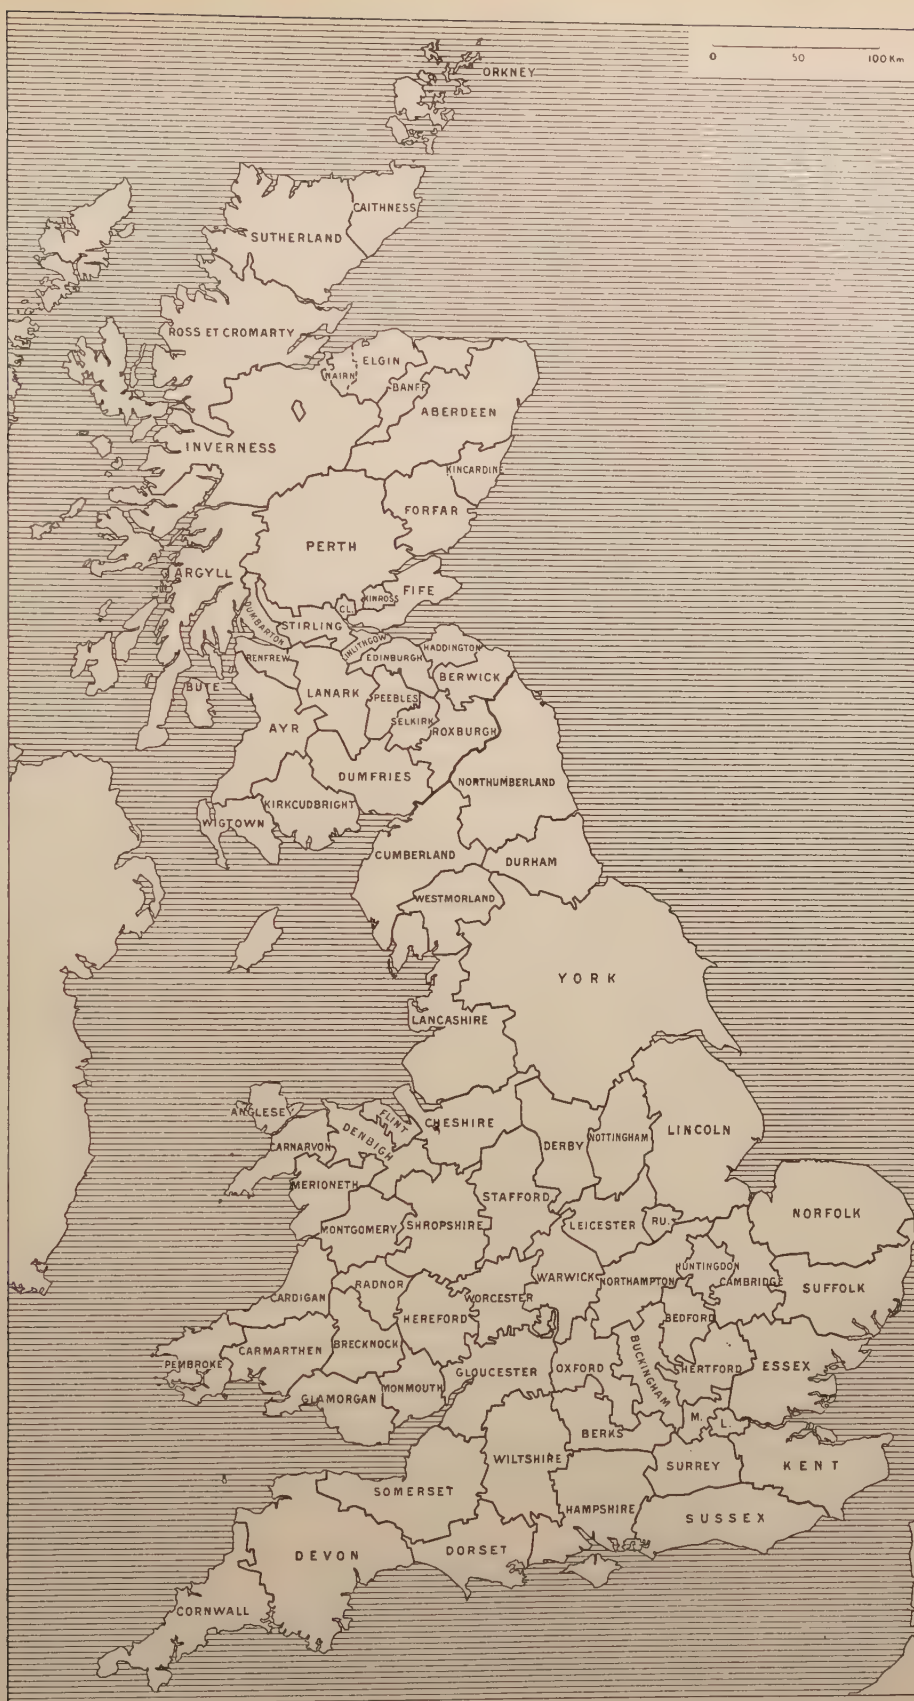 0 50 100 Km
ORKNEY
CAITHNESS
SUTHERLAND
ROSS ET CROMARTY
ELGIN
NAIRN
BANFF
ABERDEEN
INVERNESS
KINCARDINE
FORFAR
PERTH
ARGYLL
FIFE
KINROSS
CL.
DUMBARTON
STIRLING
LINLITHGOW
HADDINGTON
EDINBURGH
RENFREW
BERWICK
BUTE
LANARK
PEEBLES
SELKIRK
AYR
ROXBURGH
DUMFRIES
NORTHUMBERLAND
KIRKCUDBRIGHT
WIGTOWN
CUMBERLAND
DURHAM
WESTMORLAND
YORK
LANCASHIRE
ANGLESE
FLINT
CHESHIRE
DENBIGH
CARNARVON
DERBY
NOTTINGHAM
LINCOLN
MERIONETH
STAFFORD
MONTGOMERY
SHROPSHIRE
LEICESTER
RU.
NORFOLK
HUNTINGDON
RADNOR
WARWICK
NORTHAMPTON
CAMBRIDGE
SUFFOLK
CARDIGAN
WORCESTER
HEREFORD
BEDFORD
BRECKNOCK
CARMARTHEN
PEMBROKE
GLOUCESTER
OXFORD
BUCKINGHAM
HERTFORD
ESSEX
GLAMORGAN
MONMOUTH
M.
L.
BERKS
WILTSHIRE
SURREY
KENT
SOMERSET
HAMPSHIRE
SUSSEX
DEVON
DORSET
CORNWALL